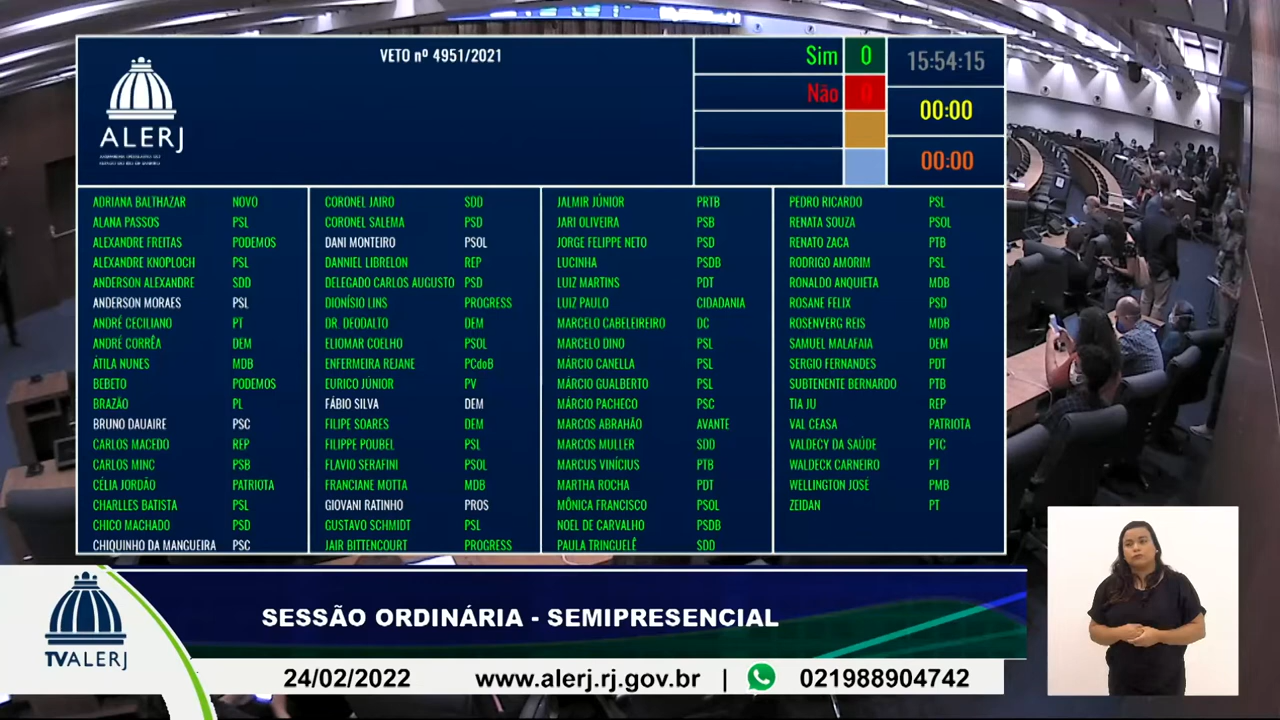 VETO nº 4951/2021
Sim 0
Não 0
15:54:15
00:00
00:00
ALERJ
ADRIANA BALTHAZAR NOVO
ALANA PASSOS PSL
ALEXANDRE FREITAS PODEMOS
ALEXANDRE KNOPLOCH PSL
ANDERSON ALEXANDRE SDD
ANDERSON MORAES PSL
ANDRÉ CECILIANO PT
ANDRÉ CORRÊA DEM
ÁTILA NUNES MDB
BEBETO PODEMOS
BRAZÃO PL
BRUNO DAUAIRE PSC
CARLOS MACEDO REP
CARLOS MINC PSB
CÉLIA JORDÃO PATRIOTA
CHARLLES BATISTA PSL
CHICO MACHADO PSD
CHIQUINHO DA MANGUEIRA PSC
CORONEL JAIRO SDD
CORONEL SALEMA PSD
DANI MONTEIRO PSOL
DANNIEL LIBRELON REP
DELEGADO CARLOS AUGUSTO PSD
DIONÍSIO LINS PROGRESS
DR. DEODALTO DEM
ELIOMAR COELHO PSOL
ENFERMEIRA REJANE PCdoB
EURICO JÚNIOR PV
FÁBIO SILVA DEM
FILIPE SOARES DEM
FILIPPE POUBEL PSL
FLAVIO SERAFINI PSOL
FRANCIANE MOTTA MDB
GIOVANI RATINHO PROS
GUSTAVO SCHMIDT PSL
JAIR BITTENCOURT PROGRESS
JALMIR JÚNIOR PRTB
JARI OLIVEIRA PSB
JORGE FELIPPE NETO PSD
LUCINHA PSDB
LUIZ MARTINS PDT
LUIZ PAULO CIDADANIA
MARCELO CABELEIREIRO DC
MARCELO DINO PSL
MÁRCIO CANELLA PSL
MÁRCIO GUALBERTO PSL
MÁRCIO PACHECO PSC
MARCOS ABRAHÃO AVANTE
MARCOS MULLER SDD
MARCUS VINÍCIUS PTB
MARTHA ROCHA PDT
MÔNICA FRANCISCO PSOL
NOEL DE CARVALHO PSDB
PAULA TRINGUELÊ SDD
PEDRO RICARDO PSL
RENATA SOUZA PSOL
RENATO ZACA PTB
RODRIGO AMORIM PSL
RONALDO ANQUIETA MDB
ROSANE FELIX PSD
ROSENVERG REIS MDB
SAMUEL MALAFAIA DEM
SERGIO FERNANDES PDT
SUBTENENTE BERNARDO PTB
TIA JU REP
VAL CEASA PATRIOTA
VALDECY DA SAÚDE PTC
WALDECK CARNEIRO PT
WELLINGTON JOSÉ PMB
ZEIDAN PT
SESSÃO ORDINÁRIA - SEMIPRESENCIAL
TVALERJ
24/02/2022 www.alerj.rj.gov.br | 021988904742